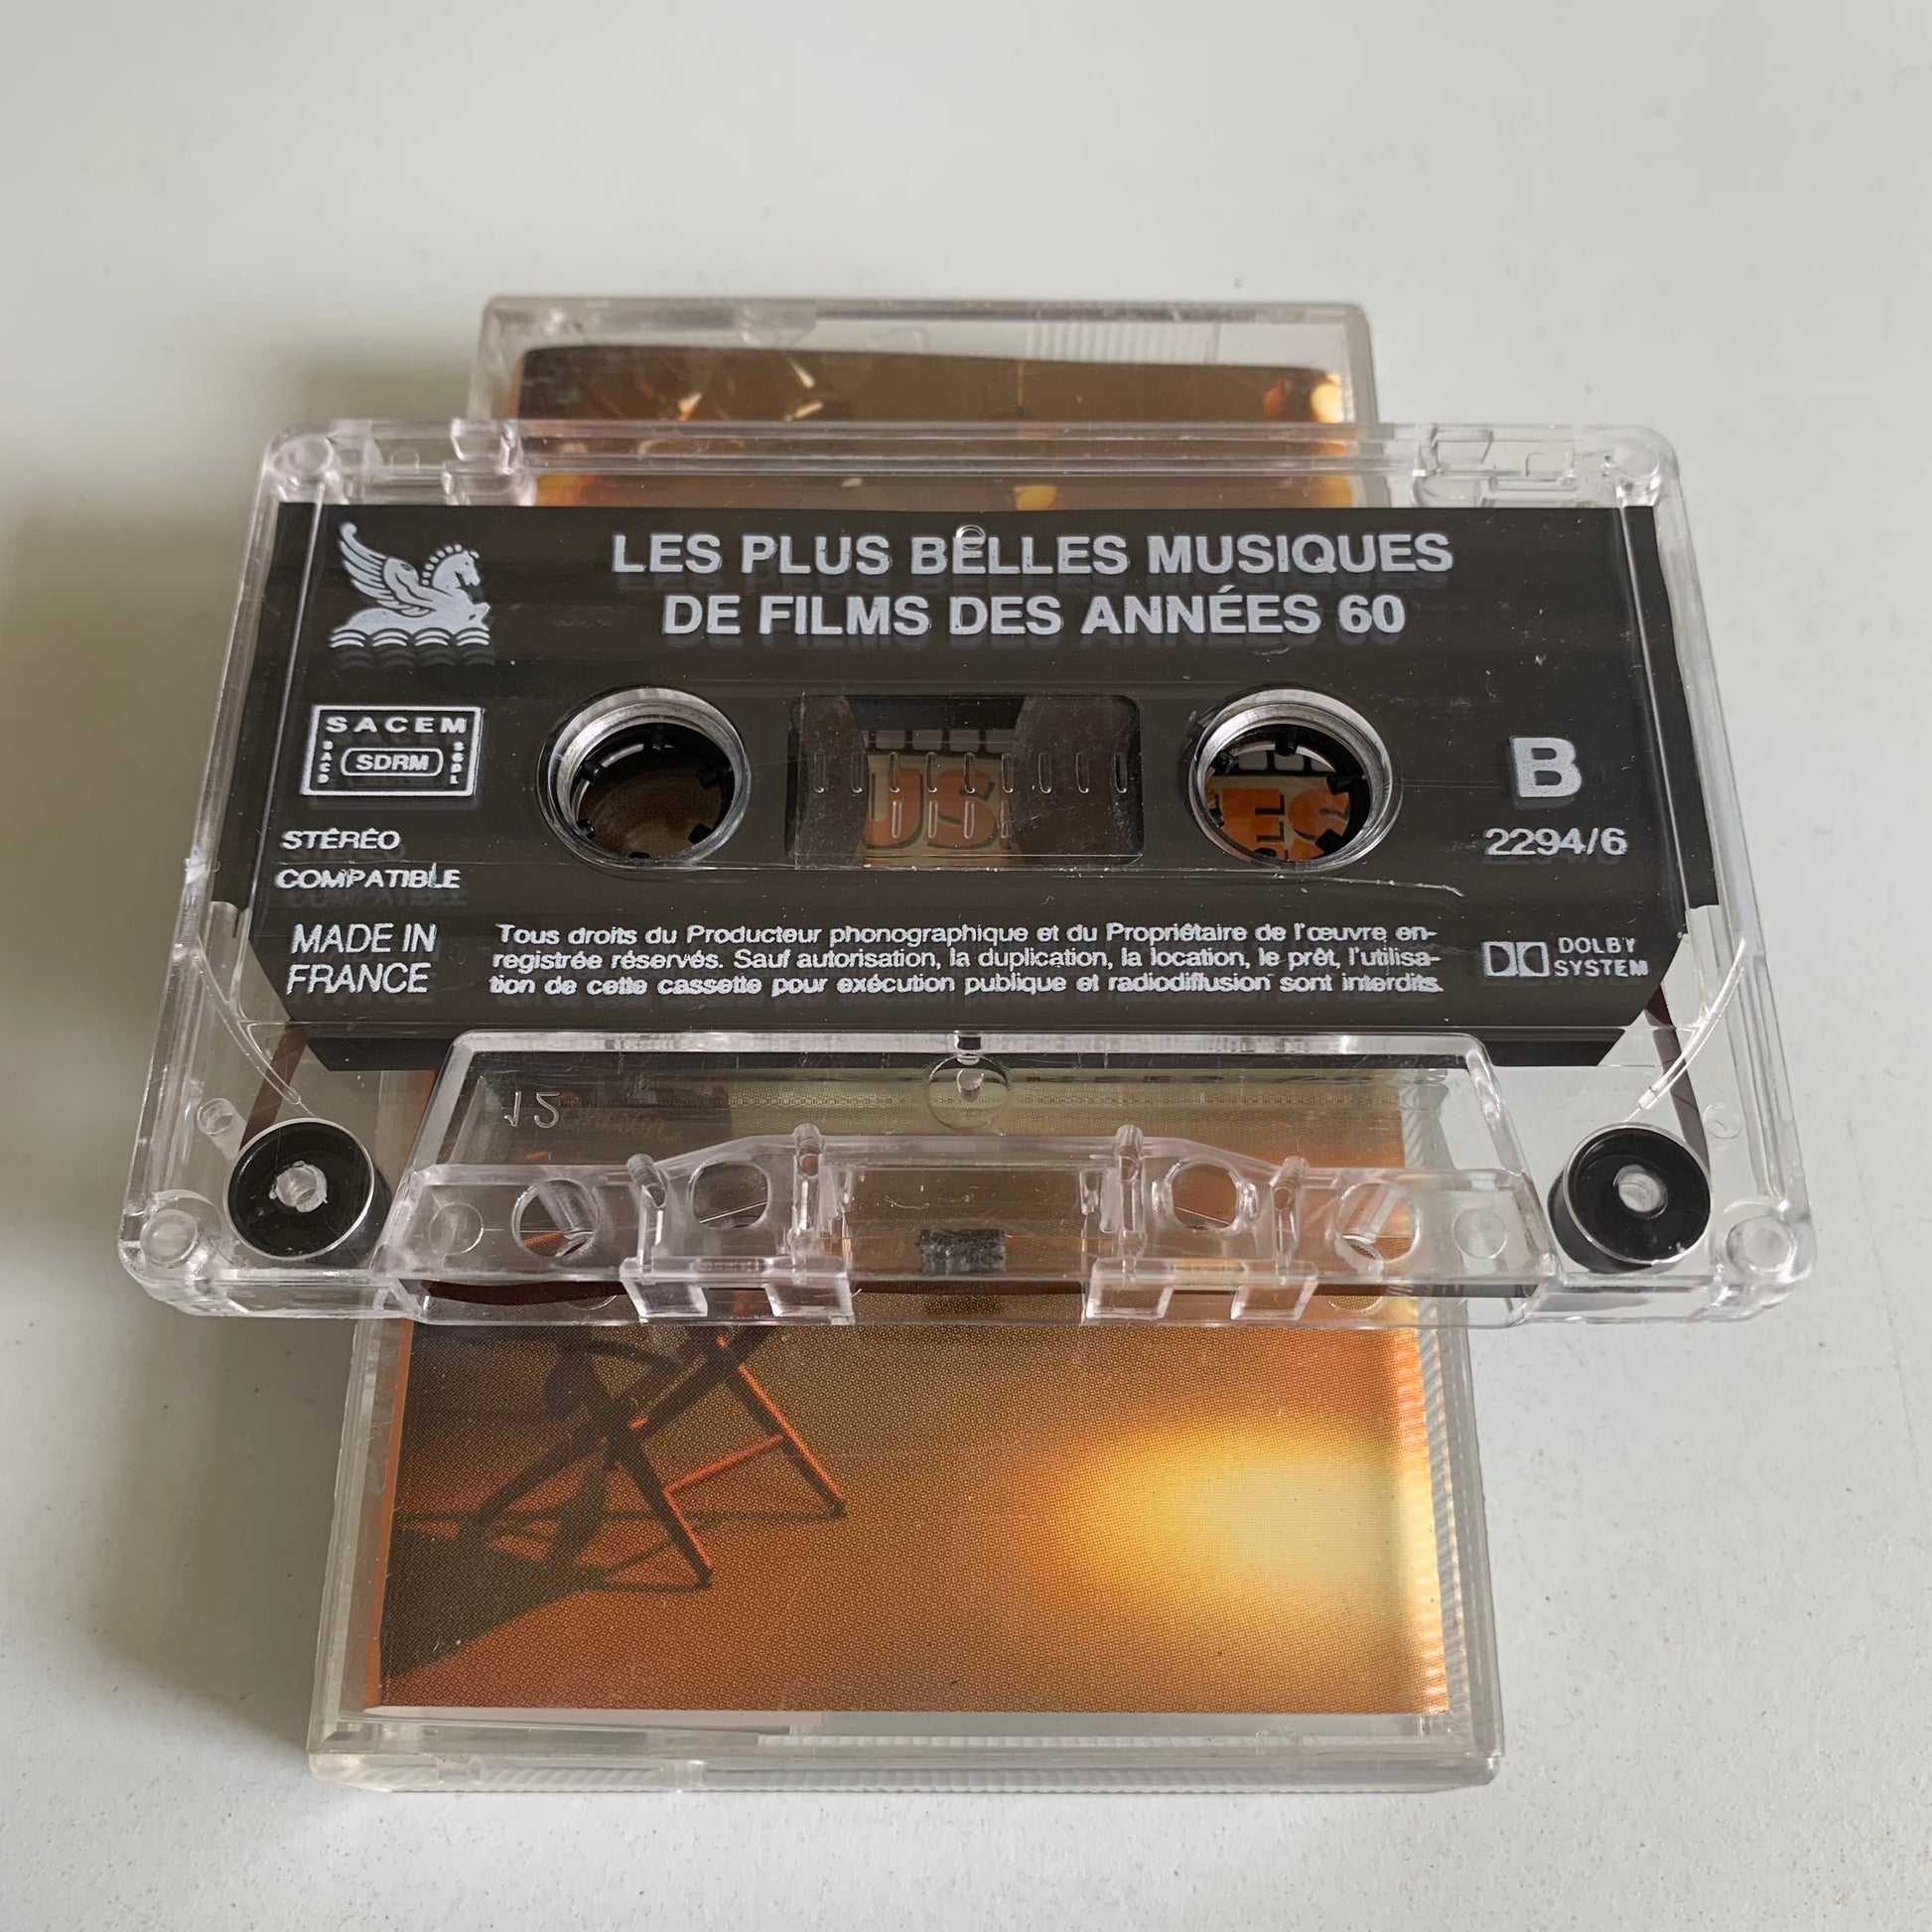 LES PLUS BELLES MUSIQUES
DE FILMS DES ANNÉES 60
SACEM
SACD
SDRM
SGDL
STÉRÉO
COMPATIBLE
MADE IN
FRANCE
B
2294/6
Tous droits du Producteur phonographique et du Propriétaire de l'œuvre en-
registrée réservés. Sauf autorisation, la duplication, la location, le prêt, l'utilisa-
tion de cette cassette pour exécution publique et radiodiffusion sont interdits.
DOLBY
SYSTEM